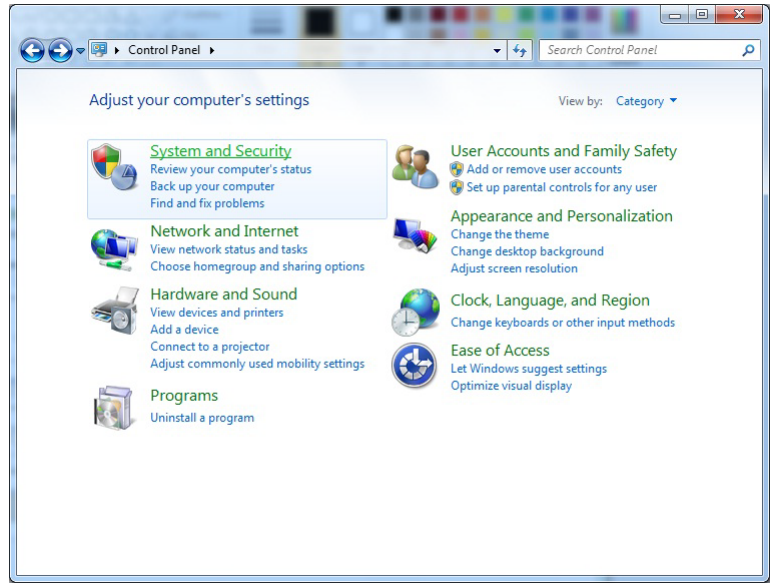 Control Panel
Search Control Panel
Adjust your computer's settings
View by: Category
System and Security
Review your computer's status
Back up your computer
Find and fix problems
Network and Internet
View network status and tasks
Choose homegroup and sharing options
Hardware and Sound
View devices and printers
Add a device
Connect to a projector
Adjust commonly used mobility settings
Programs
Uninstall a program
User Accounts and Family Safety
Add or remove user accounts
Set up parental controls for any user
Appearance and Personalization
Change the theme
Change desktop background
Adjust screen resolution
Clock, Language, and Region
Change keyboards or other input methods
Ease of Access
Let Windows suggest settings
Optimize visual display